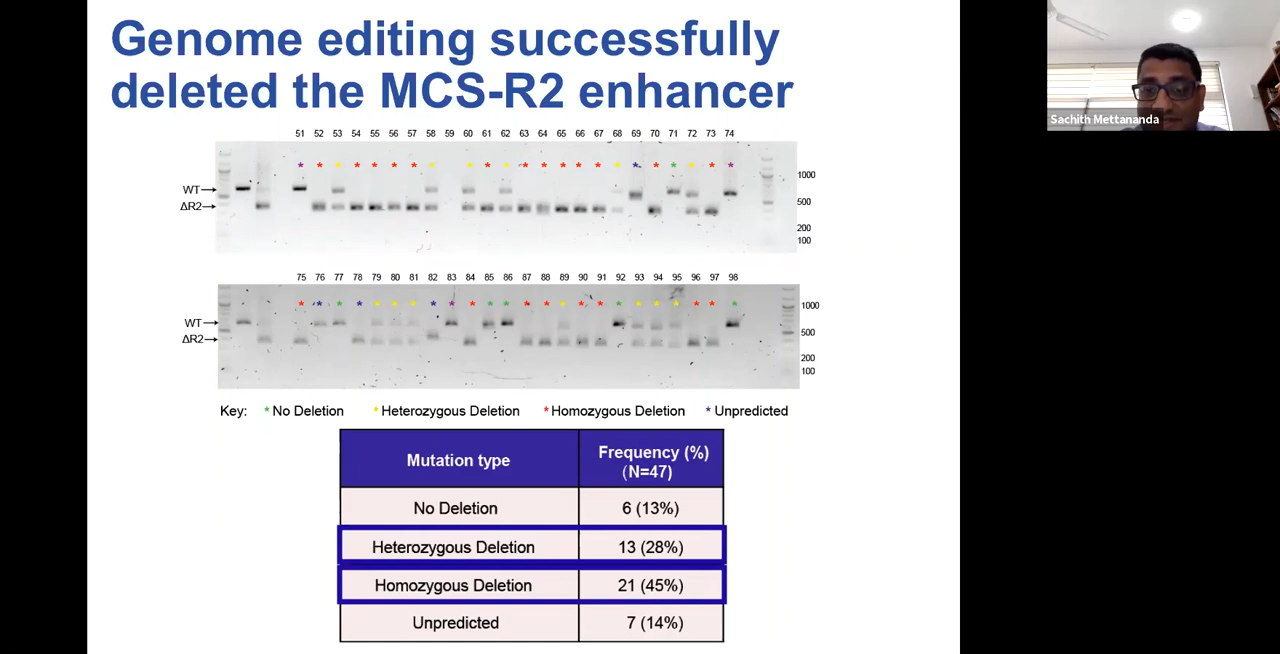 Genome editing successfully
deleted the MCS-R2 enhancer
Sachith Mettananda
51 52 53 54 55 56 57 58 59 60 61 62 63 64 65 66 67 68 69 70 71 72 73 74
* * * * * * * * * * * * * * * * * * * * * * *
WT→
ΔR2→
1000
500
200
100
75 76 77 78 79 80 81 82 83 84 85 86 87 88 89 90 91 92 93 94 95 96 97 98
* * * * * * * * * * * * * * * * * * * * * * * *
WT→
ΔR2→
1000
500
200
100
Key: * No Deletion * Heterozygous Deletion * Homozygous Deletion * Unpredicted
Mutation type Frequency (%)
(N=47)
No Deletion 6 (13%)
Heterozygous Deletion 13 (28%)
Homozygous Deletion 21 (45%)
Unpredicted 7 (14%)